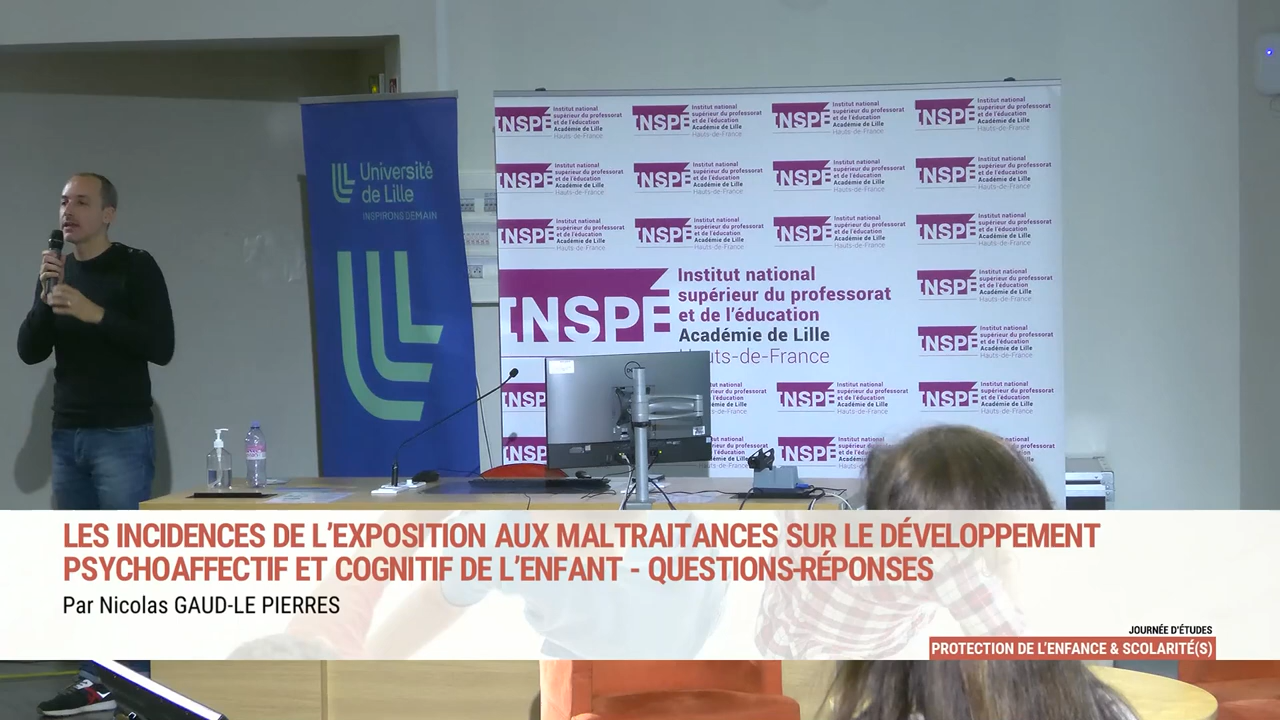 Université
de Lille
INSPIRONS DEMAIN
INSPÉ
Institut national
supérieur du professorat
et de l'éducation
Académie de Lille
Hauts-de-France
LES INCIDENCES DE L'EXPOSITION AUX MALTRAITANCES SUR LE DÉVELOPPEMENT
PSYCHOAFFECTIF ET COGNITIF DE L'ENFANT - QUESTIONS-RÉPONSES
Par Nicolas GAUD-LE PIERRES
JOURNÉE D'ÉTUDES
PROTECTION DE L'ENFANCE & SCOLARITÉ(S)